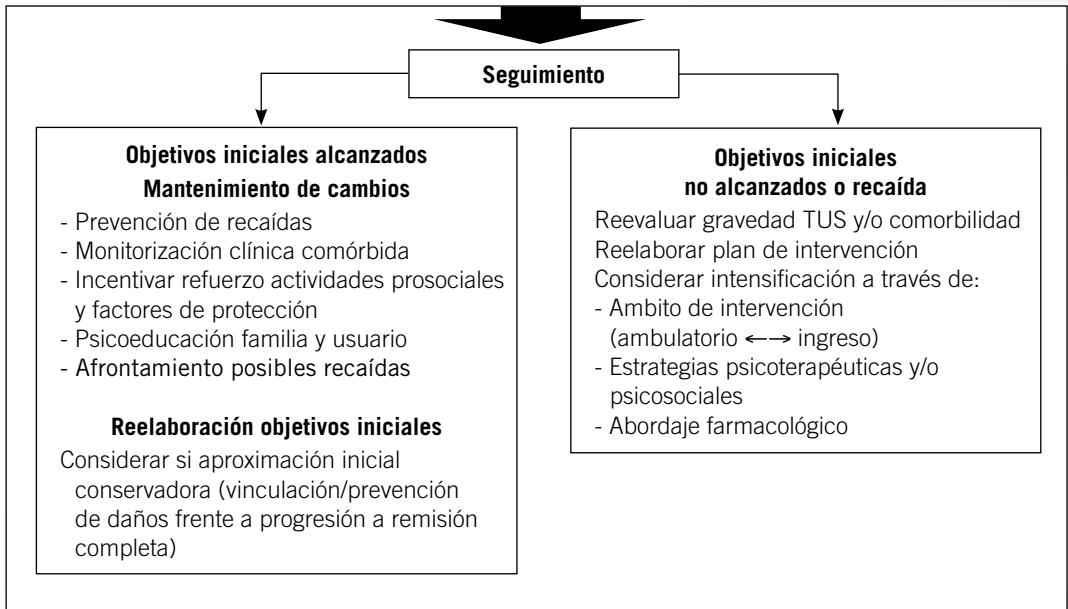 Seguimiento
Objetivos iniciales alcanzados
Mantenimiento de cambios
- Prevención de recaídas
- Monitorización clínica comórbida
- Incentivar refuerzo actividades prosociales
y factores de protección
- Psicoeducación familia y usuario
- Afrontamiento posibles recaídas
Reelaboración objetivos iniciales
Considerar si aproximación inicial
conservadora (vinculación/prevención
de daños frente a progresión a remisión
completa)
Objetivos iniciales
no alcanzados o recaída
Reevaluar gravedad TUS y/o comorbilidad
Reelaborar plan de intervención
Considerar intensificación a través de:
- Ambito de intervención
(ambulatorio ←→ ingreso)
- Estrategias psicoterapéuticas y/o
psicosociales
- Abordaje farmacológico